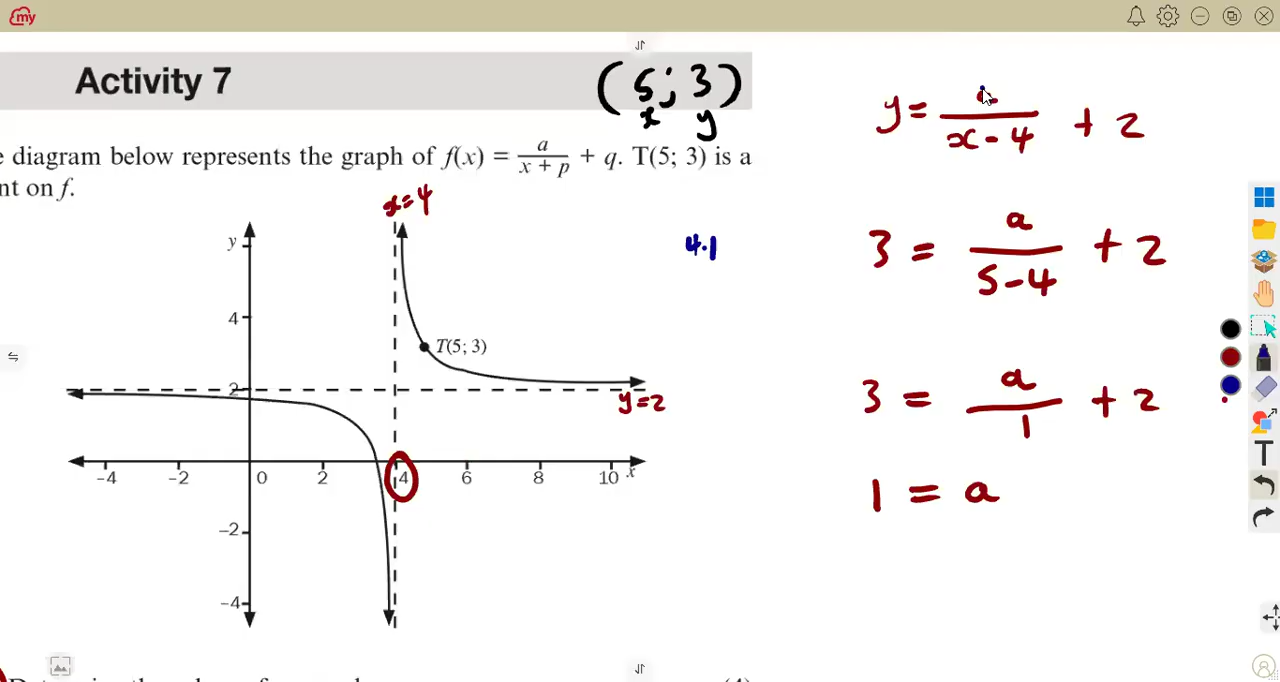 my
Activity 7
(5; 3)
x y
e diagram below represents the graph of f(x) = a/(x + p) + q. T(5; 3) is a
nt on f.
x=4
y
4
T(5; 3)
2
y=2
-4 -2 0 2 4 6 8 10 x
-2
-4
4.1
y = a/(x - 4) + 2
3 = a/(5 - 4) + 2
3 = a/1 + 2
1 = a
T